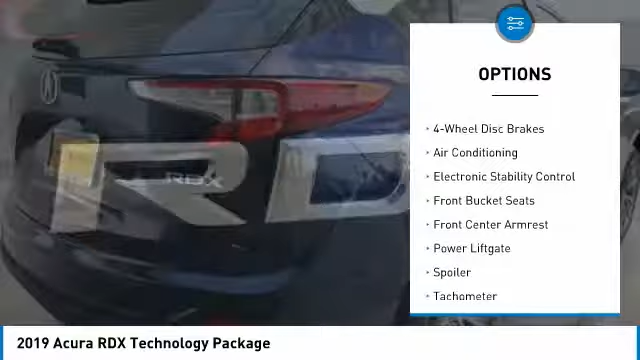 OPTIONS
4-Wheel Disc Brakes
Air Conditioning
Electronic Stability Control
Front Bucket Seats
Front Center Armrest
Power Liftgate
Spoiler
Tachometer
RDX
2019 Acura RDX Technology Package